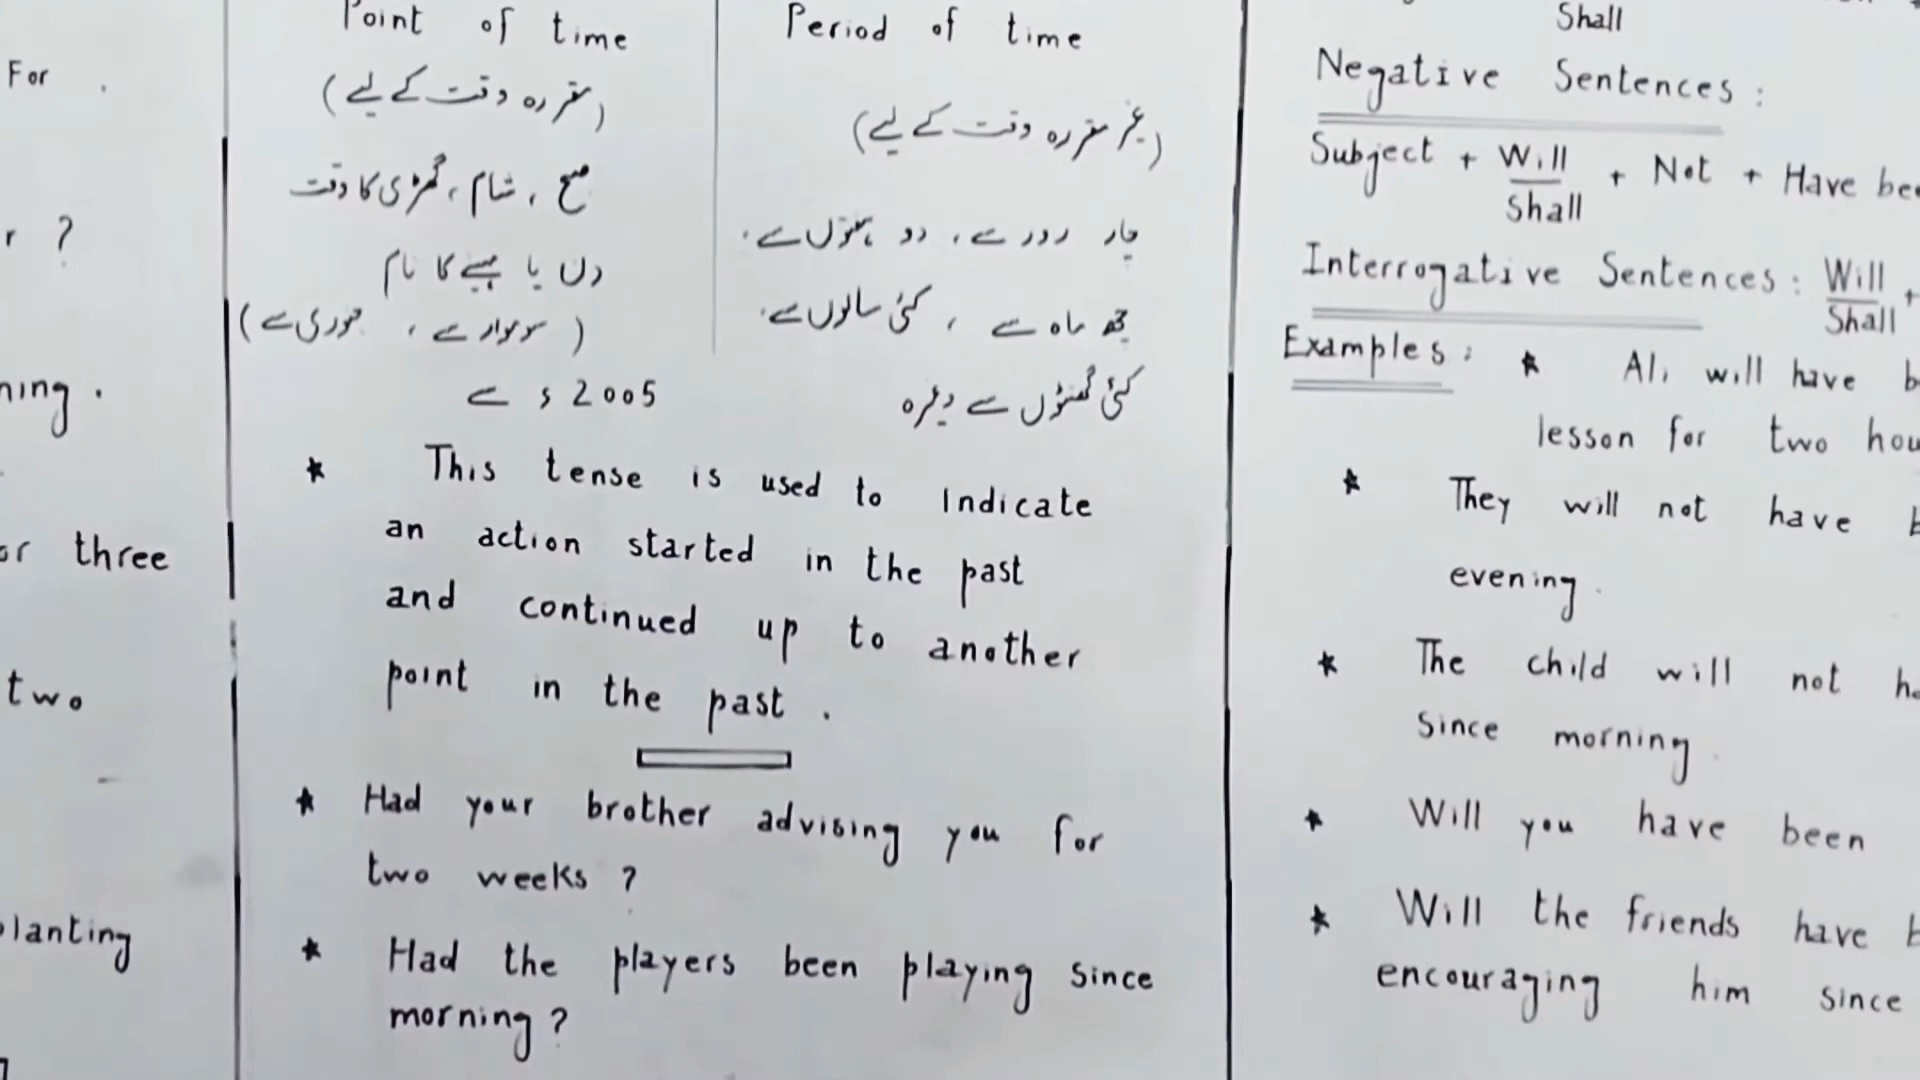 For .
r ?
ning .
or three
two
lanting
Point of time
(مقررہ وقت کے لیے)
صبح ، شام ، گھڑی کا وقت
دن یا مہینے کا نام
( سوموار سے ، جنوری سے )
2005ء سے
Period of time
(غیر مقررہ وقت کے لیے)
چار روز سے ، دو ہفتوں سے ۔
چھ ماہ سے ، کئی سالوں سے ۔
کئی گھنٹوں سے وغیرہ
★ This tense is used to Indicate
an action started in the past
and continued up to another
point in the past .
★ Had your brother advising you for
two weeks ?
★ Had the players been playing since
morning ?
Shall
Negative Sentences :
Subject + Will + Not + Have bee
Shall
Interrogative Sentences : Will +
Shall
Examples : ★ Ali will have b
lesson for two hou
★ They will not have b
evening .
★ The child will not ha
Since morning .
★ Will you have been
★ Will the friends have b
encouraging him since